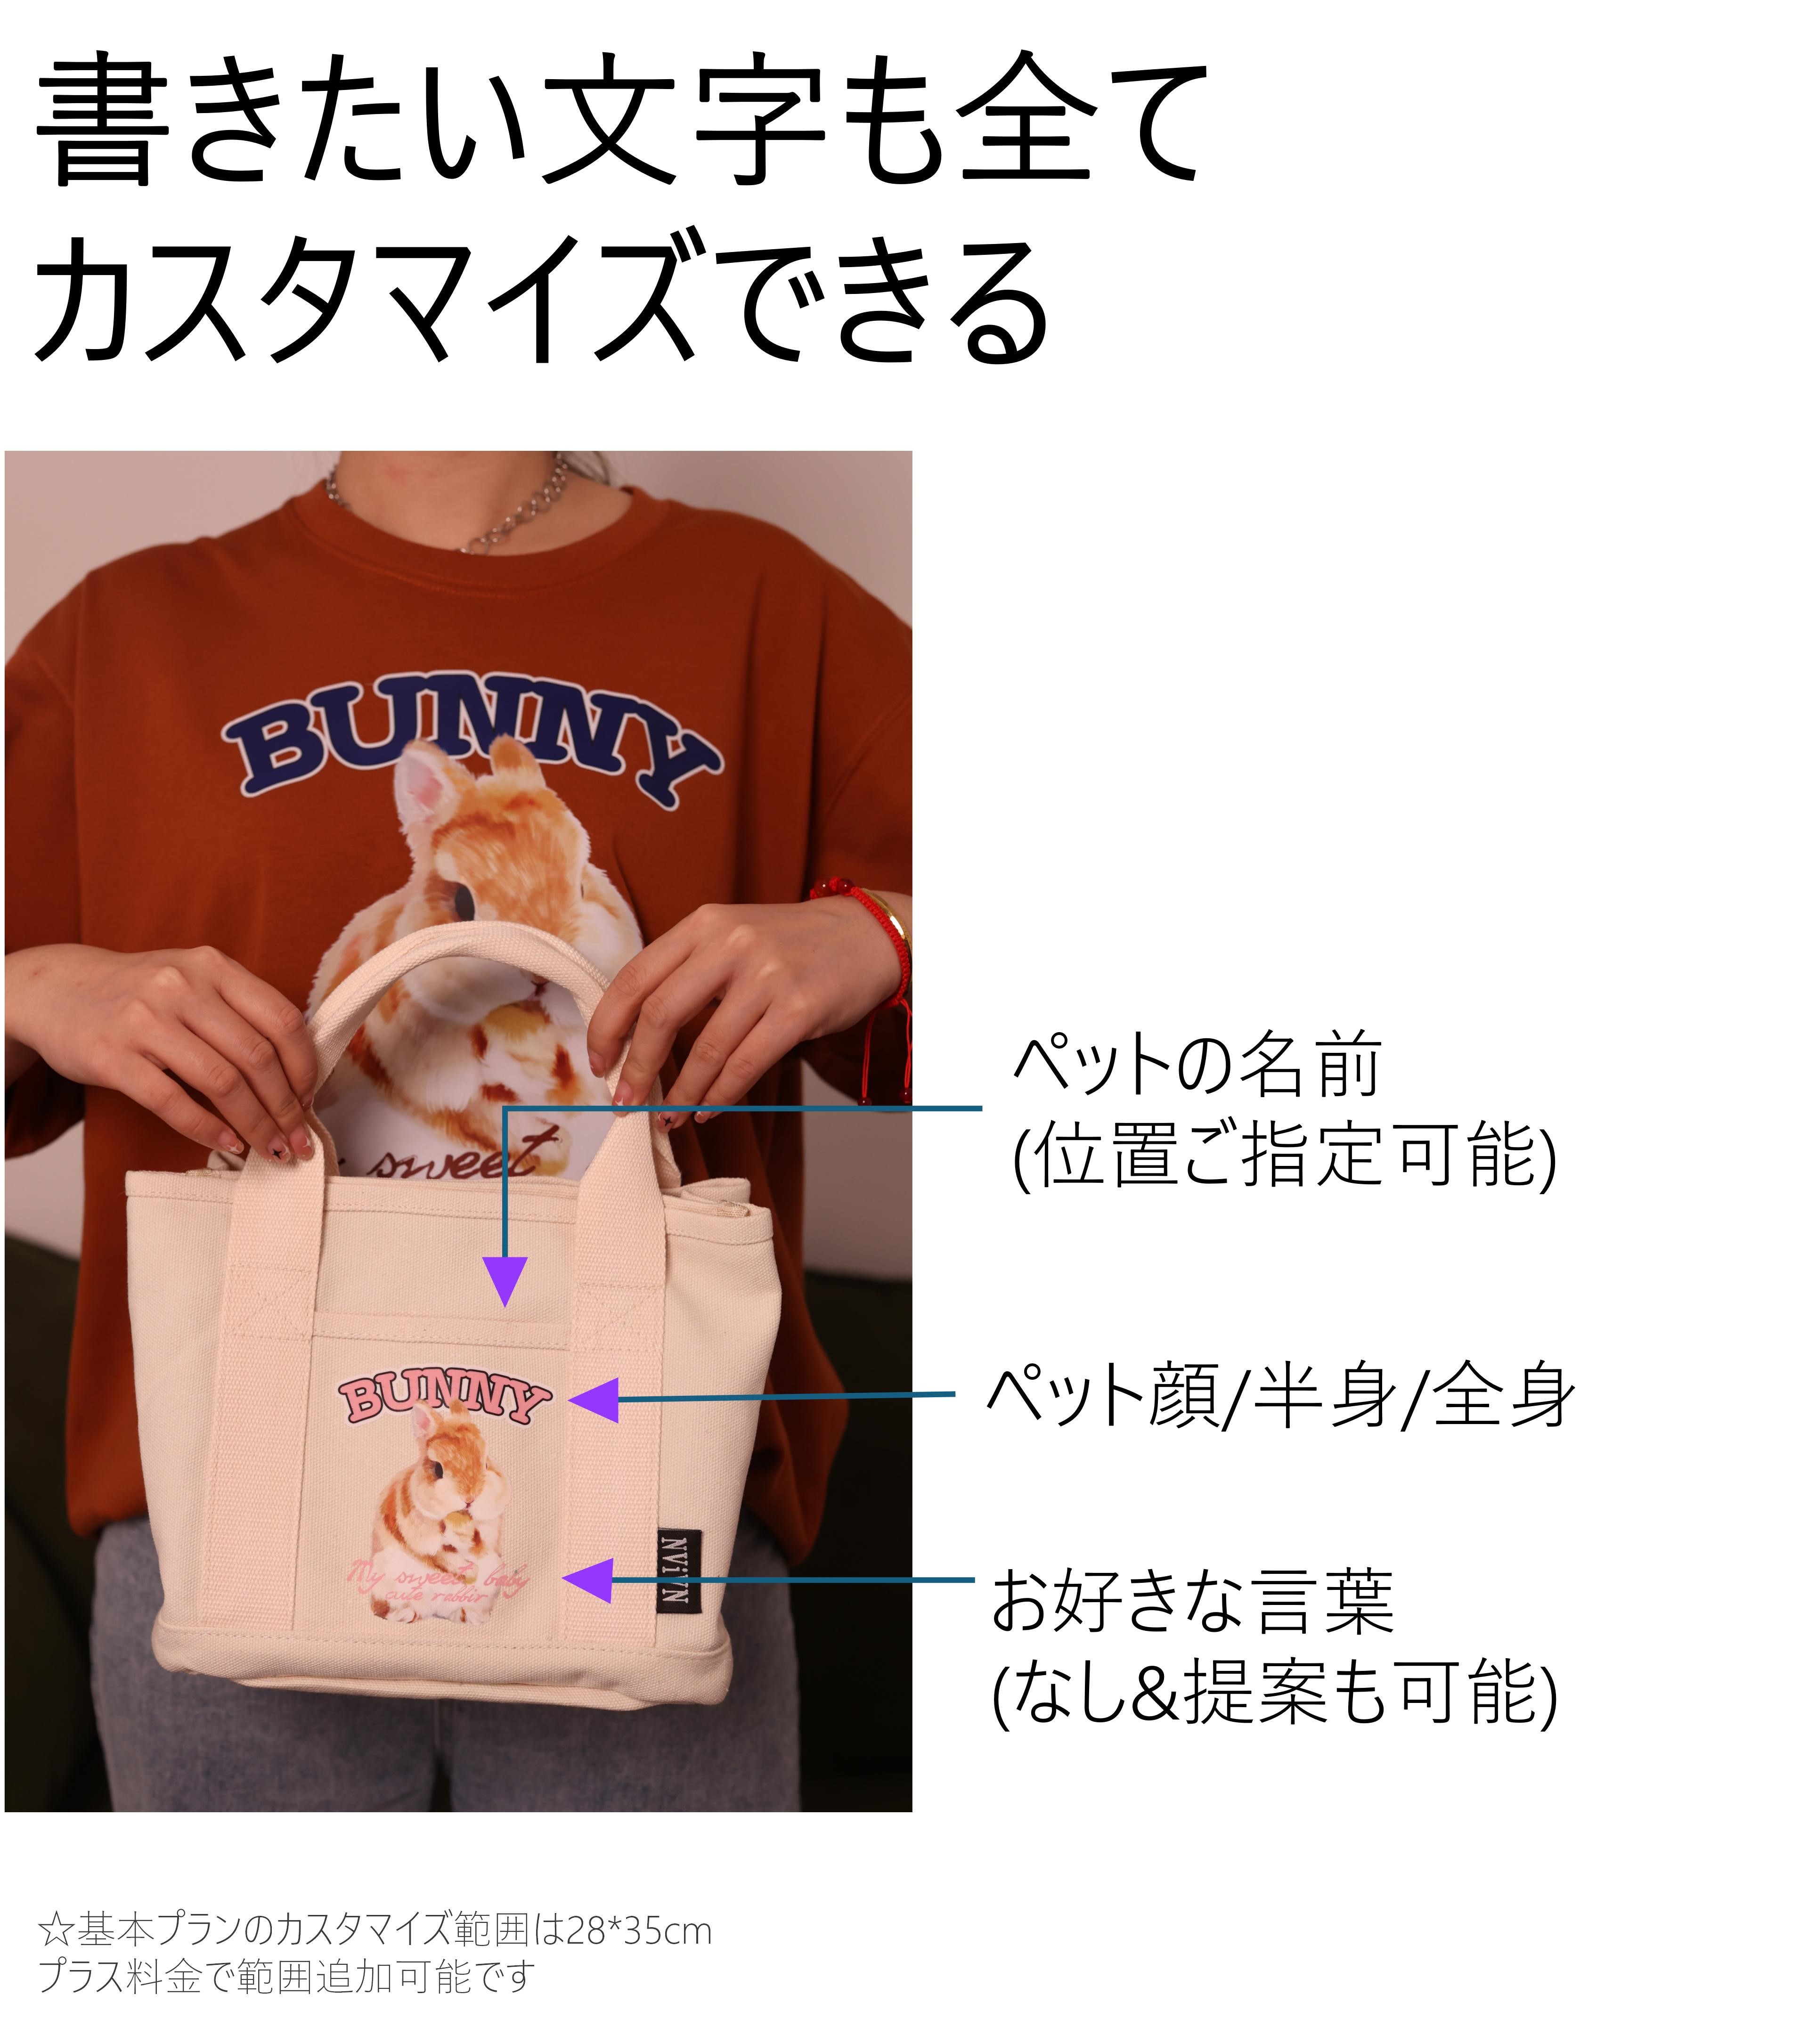 書きたい文字も全て
カスタマイズできる
BUNNY
sweet
ペットの名前
(位置ご指定可能)
BUNNY
ペット顔/半身/全身
My sweet baby
cute rabbit
NViVN
お好きな言葉
(なし&提案も可能)
☆基本プランのカスタマイズ範囲は28*35cm
プラス料金で範囲追加可能です